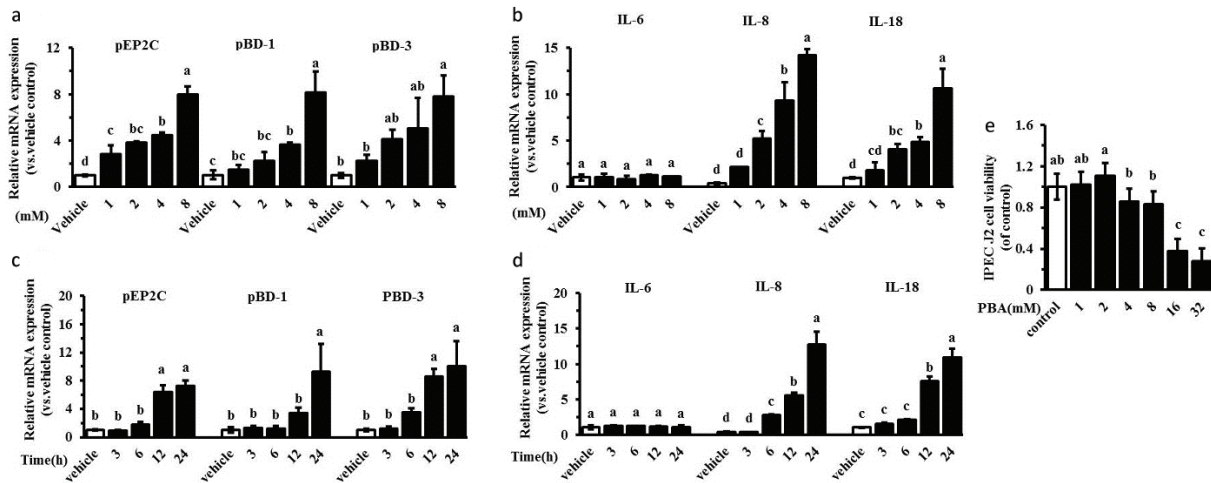 a
pEP2C pBD-1 pBD-3
Relative mRNA expression
(vs.vehicle control)
12
8
4
0
d c bc b a
c bc bc b a
b b ab ab a
(mM) Vehicle 1 2 4 8 Vehicle 1 2 4 8 Vehicle 1 2 4 8
b
IL-6 IL-8 IL-18
Relative mRNA expression
(vs.vehicle control)
15
10
5
0
a a a a a
d d c b a
d cd bc b a
(mM) Vehicle 1 2 4 8 Vehicle 1 2 4 8 Vehicle 1 2 4 8
c
pEP2C pBD-1 PBD-3
Relative mRNA expression
(vs.vehicle control)
20
16
12
8
4
0
b b b a a
b b b b a
b b b a a
Time(h) vehicle 3 6 12 24 vehicle 3 6 12 24 vehicle 3 6 12 24
d
IL-6 IL-8 IL-18
Relative mRNA expression
(vs.vehicle control)
20
15
10
5
0
a a a a a
d d c b a
c c c b a
Time(h) vehicle 3 6 12 24 vehicle 3 6 12 24 vehicle 3 6 12 24
e
IPEC J2 cell viability
(of control)
1.6
1.2
0.8
0.4
0
ab ab a b b c c
PBA(mM) control 1 2 4 8 16 32